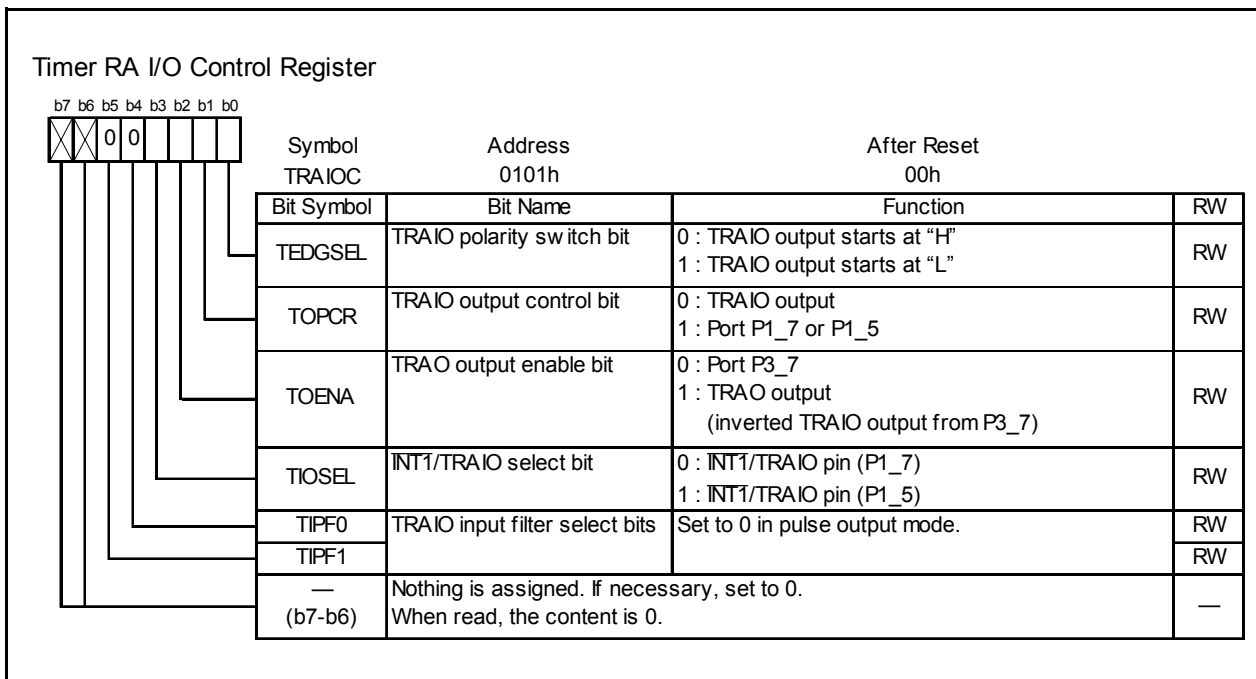 Timer RA I/O Control Register
b7 b6 b5 b4 b3 b2 b1 b0
0 0
Symbol Address After Reset
TRAIOC 0101h 00h
Bit Symbol Bit Name Function RW
TEDGSEL TRAIO polarity switch bit 0 : TRAIO output starts at “H” RW
1 : TRAIO output starts at “L”
TOPCR TRAIO output control bit 0 : TRAIO output RW
1 : Port P1_7 or P1_5
TOENA TRAO output enable bit 0 : Port P3_7 RW
1 : TRAO output
(inverted TRAIO output from P3_7)
TIOSEL INT1/TRAIO select bit 0 : INT1/TRAIO pin (P1_7) RW
1 : INT1/TRAIO pin (P1_5)
TIPF0 TRAIO input filter select bits Set to 0 in pulse output mode. RW
TIPF1 RW
— Nothing is assigned. If necessary, set to 0. —
(b7-b6) When read, the content is 0.